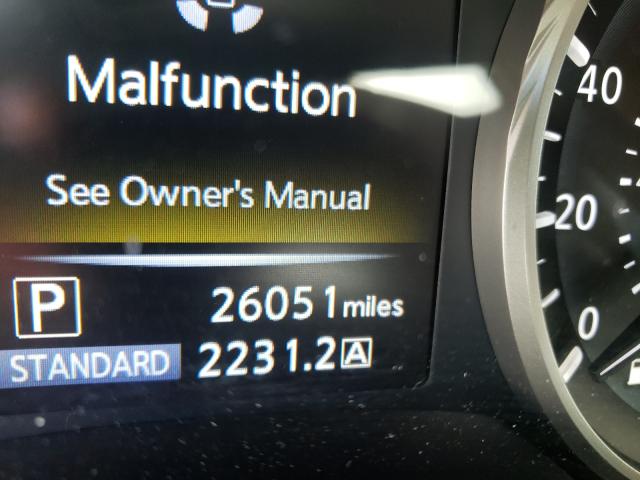 Malfunction
See Owner's Manual
P 26051 miles
STANDARD 2231.2 A
40
20
0